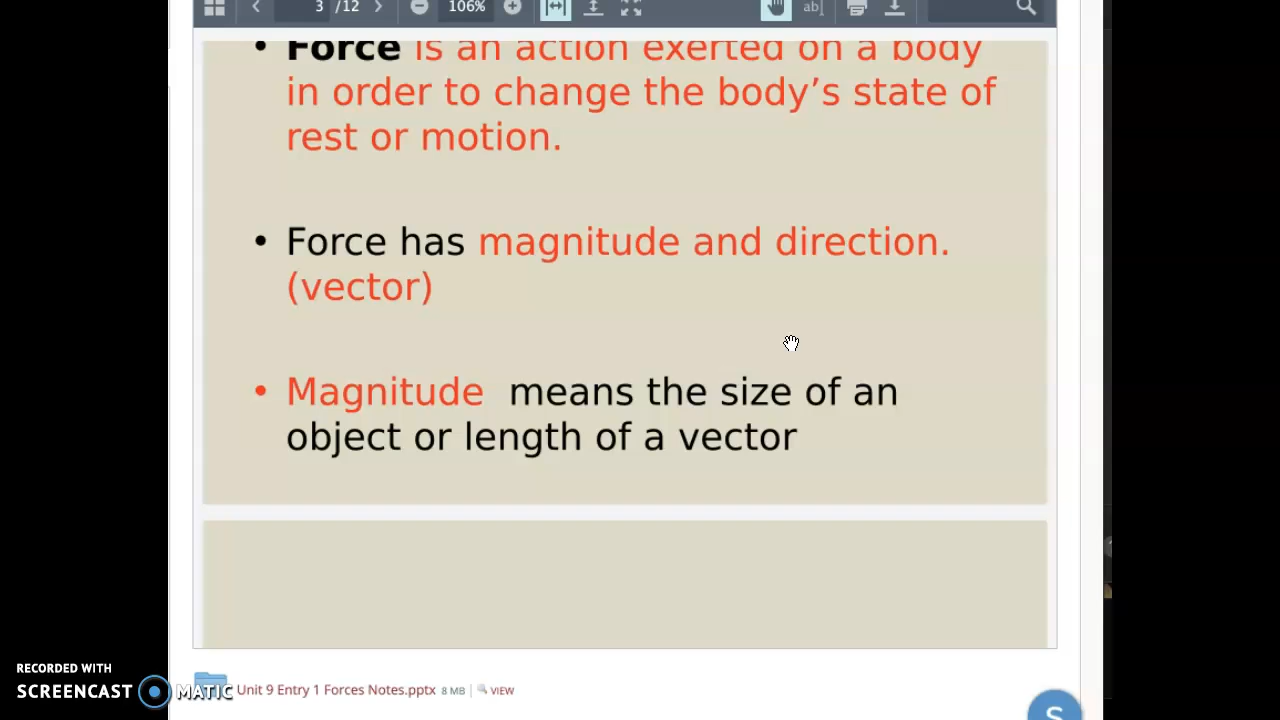 3 /12 106% ab|
• Force is an action exerted on a body
in order to change the body’s state of
rest or motion.
• Force has magnitude and direction.
(vector)
• Magnitude means the size of an
object or length of a vector
Unit 9 Entry 1 Forces Notes.pptx 8 MB VIEW
RECORDED WITH
SCREENCAST MATIC
S